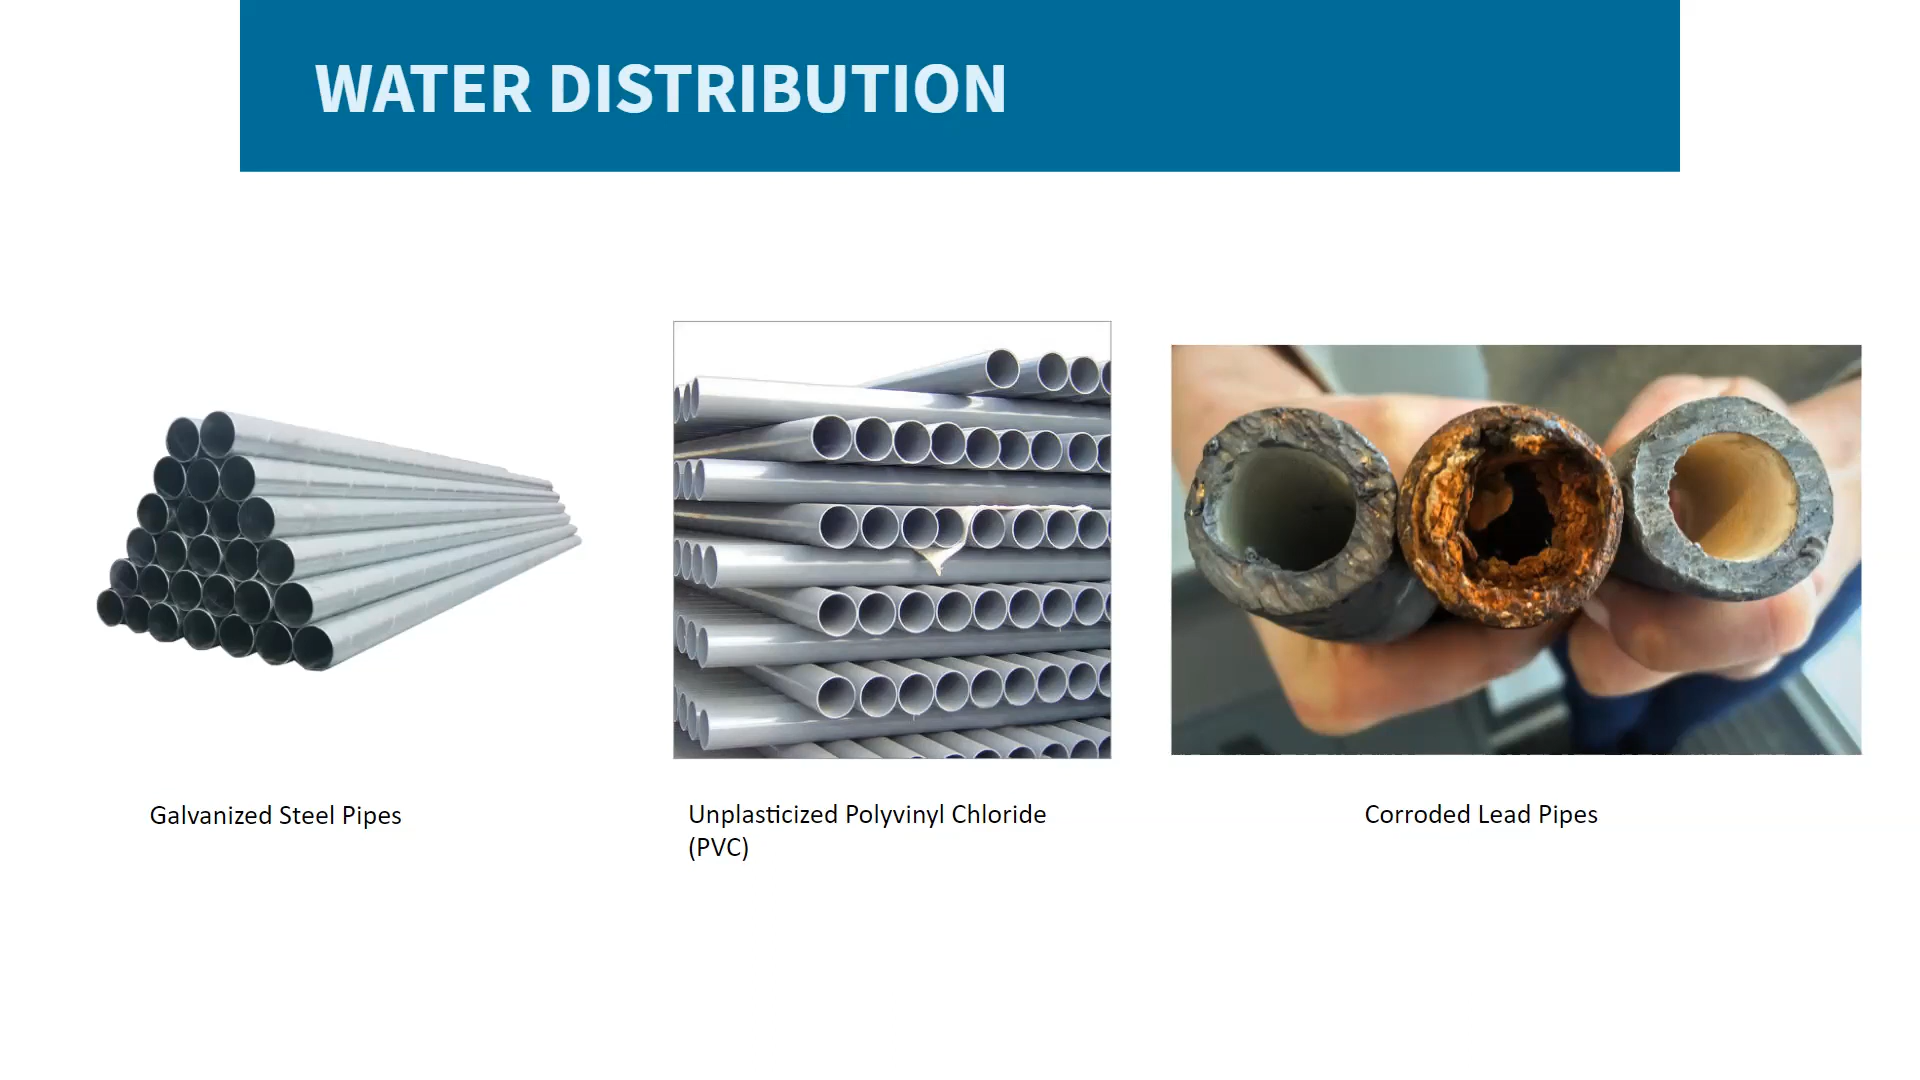 WATER DISTRIBUTION
Galvanized Steel Pipes
Unplasticized Polyvinyl Chloride
(PVC)
Corroded Lead Pipes